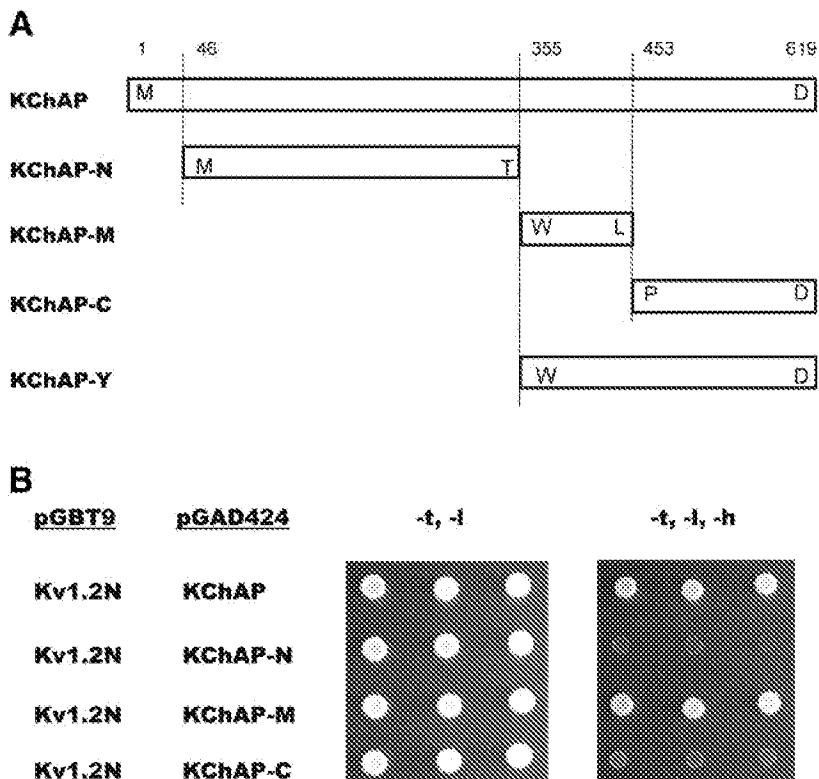 A
1 46 355 453 619
KChAP M D
KChAP-N M T
KChAP-M W L
KChAP-C P D
KChAP-Y W D
B
pGBT9 pGAD424 -t, -l -t, -l, -h
Kv1.2N KChAP
Kv1.2N KChAP-N
Kv1.2N KChAP-M
Kv1.2N KChAP-C